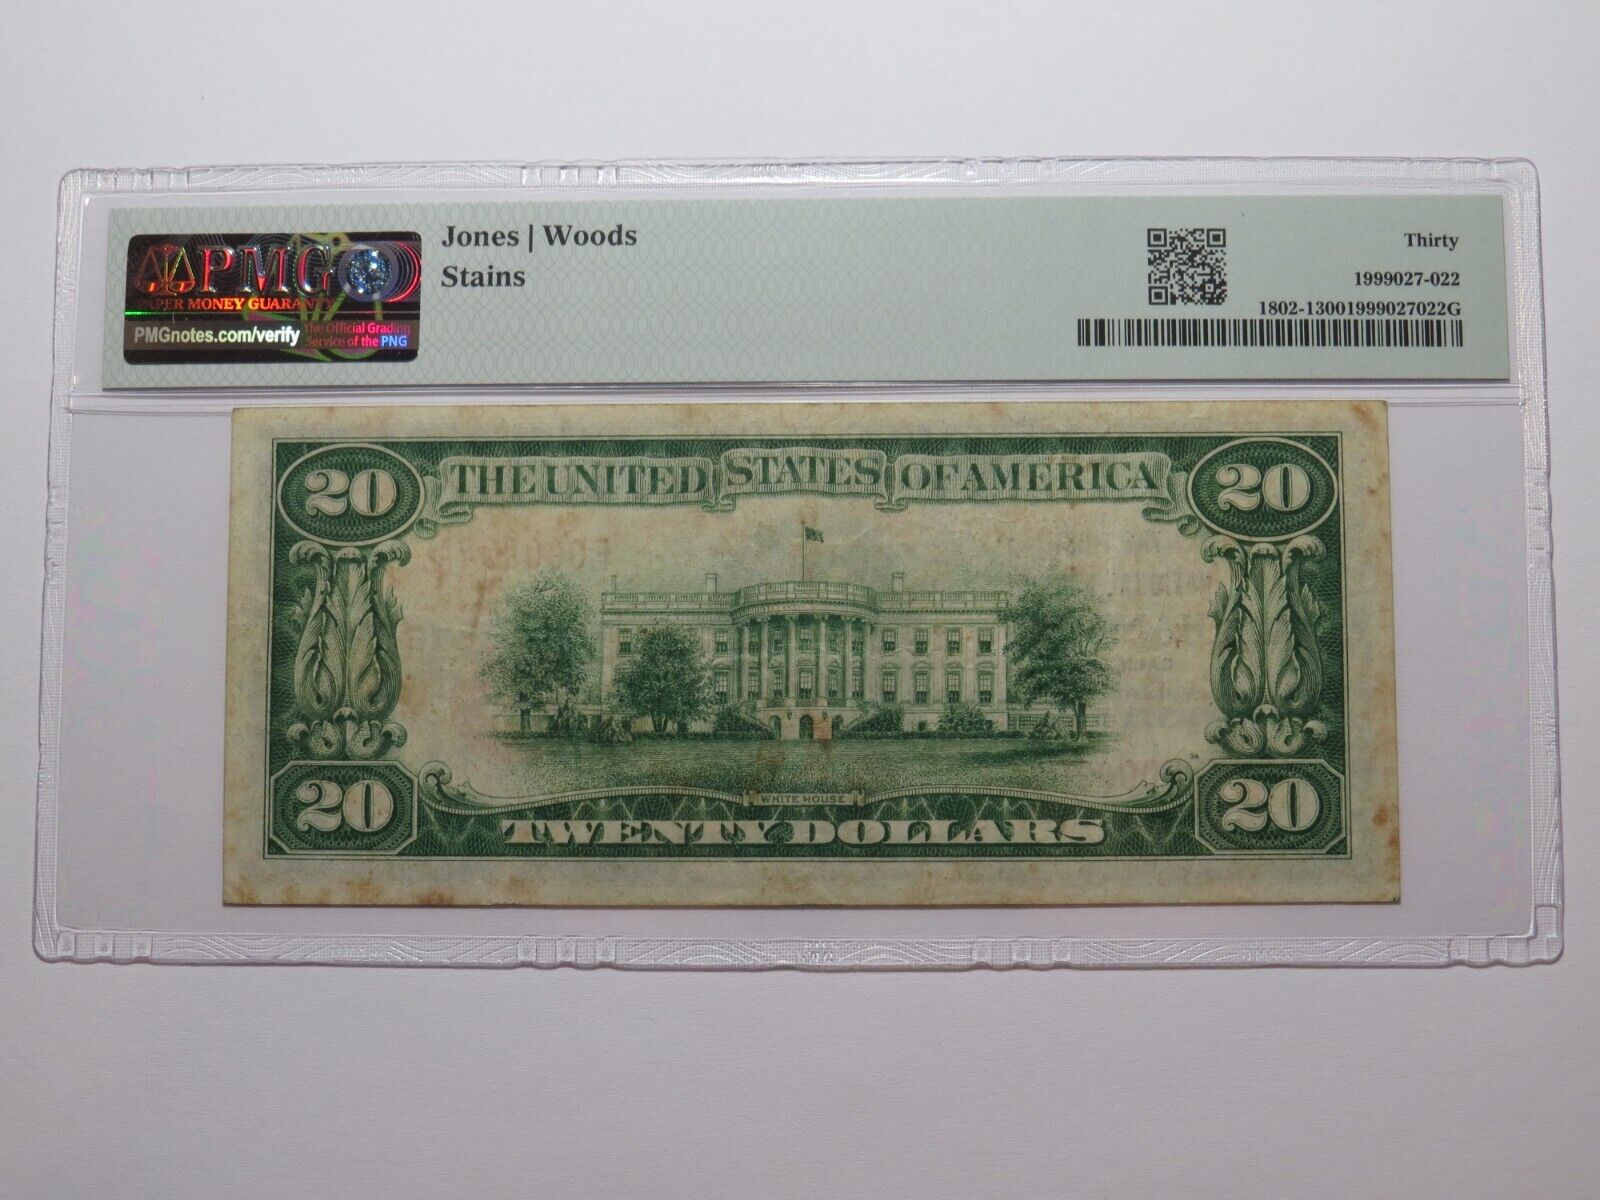 PMG
PAPER MONEY GUARANTY
PMGnotes.com/verify
The Official Grading
Service of the PNG
Jones | Woods
Stains
Thirty
1999027-022
1802-13001999027022G
20
THE UNITED STATES OF AMERICA
20
WHITE HOUSE
20
TWENTY DOLLARS
20